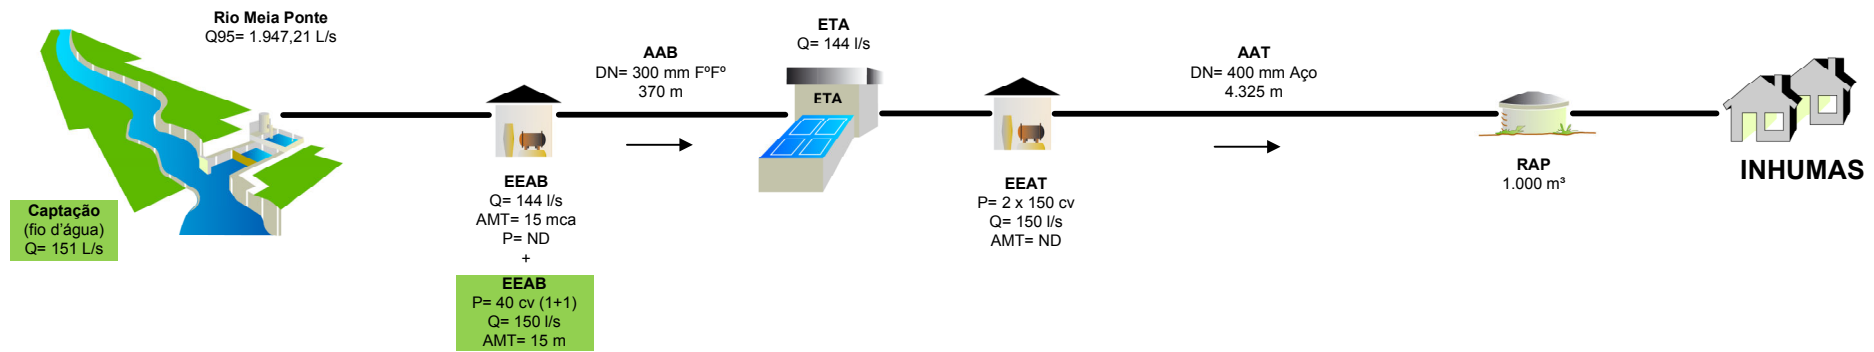 Rio Meia Ponte
Q95= 1.947,21 L/s
Captação
(fio d'água)
Q= 151 L/s
EEAB
Q= 144 l/s
AMT= 15 mca
P= ND
+
EEAB
P= 40 cv (1+1)
Q= 150 l/s
AMT= 15 m
AAB
DN= 300 mm FºFº
370 m
ETA
Q= 144 l/s
ETA
EEAT
P= 2 x 150 cv
Q= 150 l/s
AMT= ND
AAT
DN= 400 mm Aço
4.325 m
RAP
1.000 m³
INHUMAS